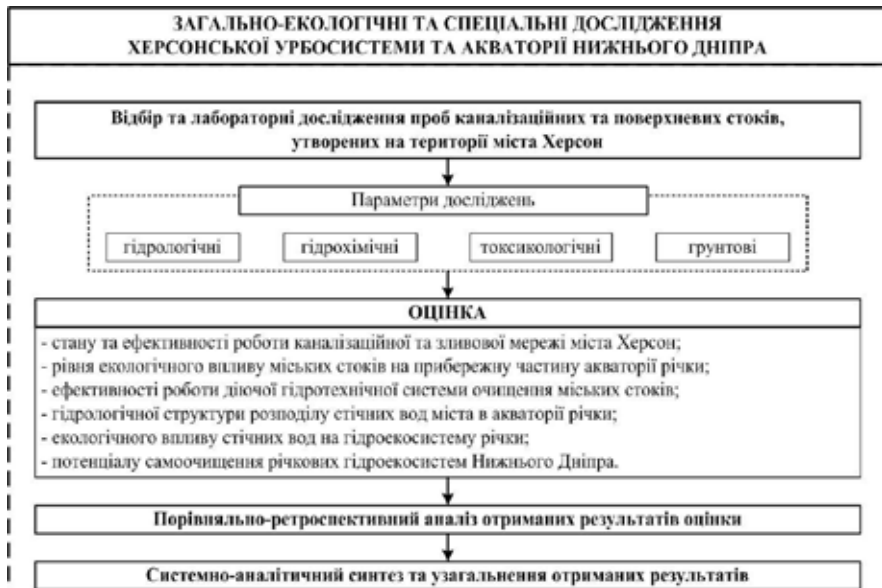 ЗАГАЛЬНО-ЕКОЛОГІЧНІ ТА СПЕЦІАЛЬНІ ДОСЛІДЖЕННЯ
ХЕРСОНСЬКОЇ УРБОСИСТЕМИ ТА АКВАТОРІЇ НИЖНЬОГО ДНІПРА
Відбір та лабораторні дослідження проб каналізаційних та поверхневих стоків,
утворених на території міста Херсон
Параметри досліджень
гідрологічні гідрохімічні токсикологічні грунтові
ОЦІНКА
- стану та ефективності роботи каналізаційної та зливової мережі міста Херсон;
- рівня екологічного впливу міських стоків на прибережну частину акваторії річки;
- ефективності роботи діючої гідротехнічної системи очищення міських стоків;
- гідрологічної структури розподілу стічних вод міста в акваторії річки;
- екологічного впливу стічних вод на гідроекосистему річки;
- потенціалу самоочищення річкових гідроекосистем Нижнього Дніпра.
Порівняльно-ретроспективний аналіз отриманих результатів оцінки
Системно-аналітичний синтез та узагальнення отриманих результатів